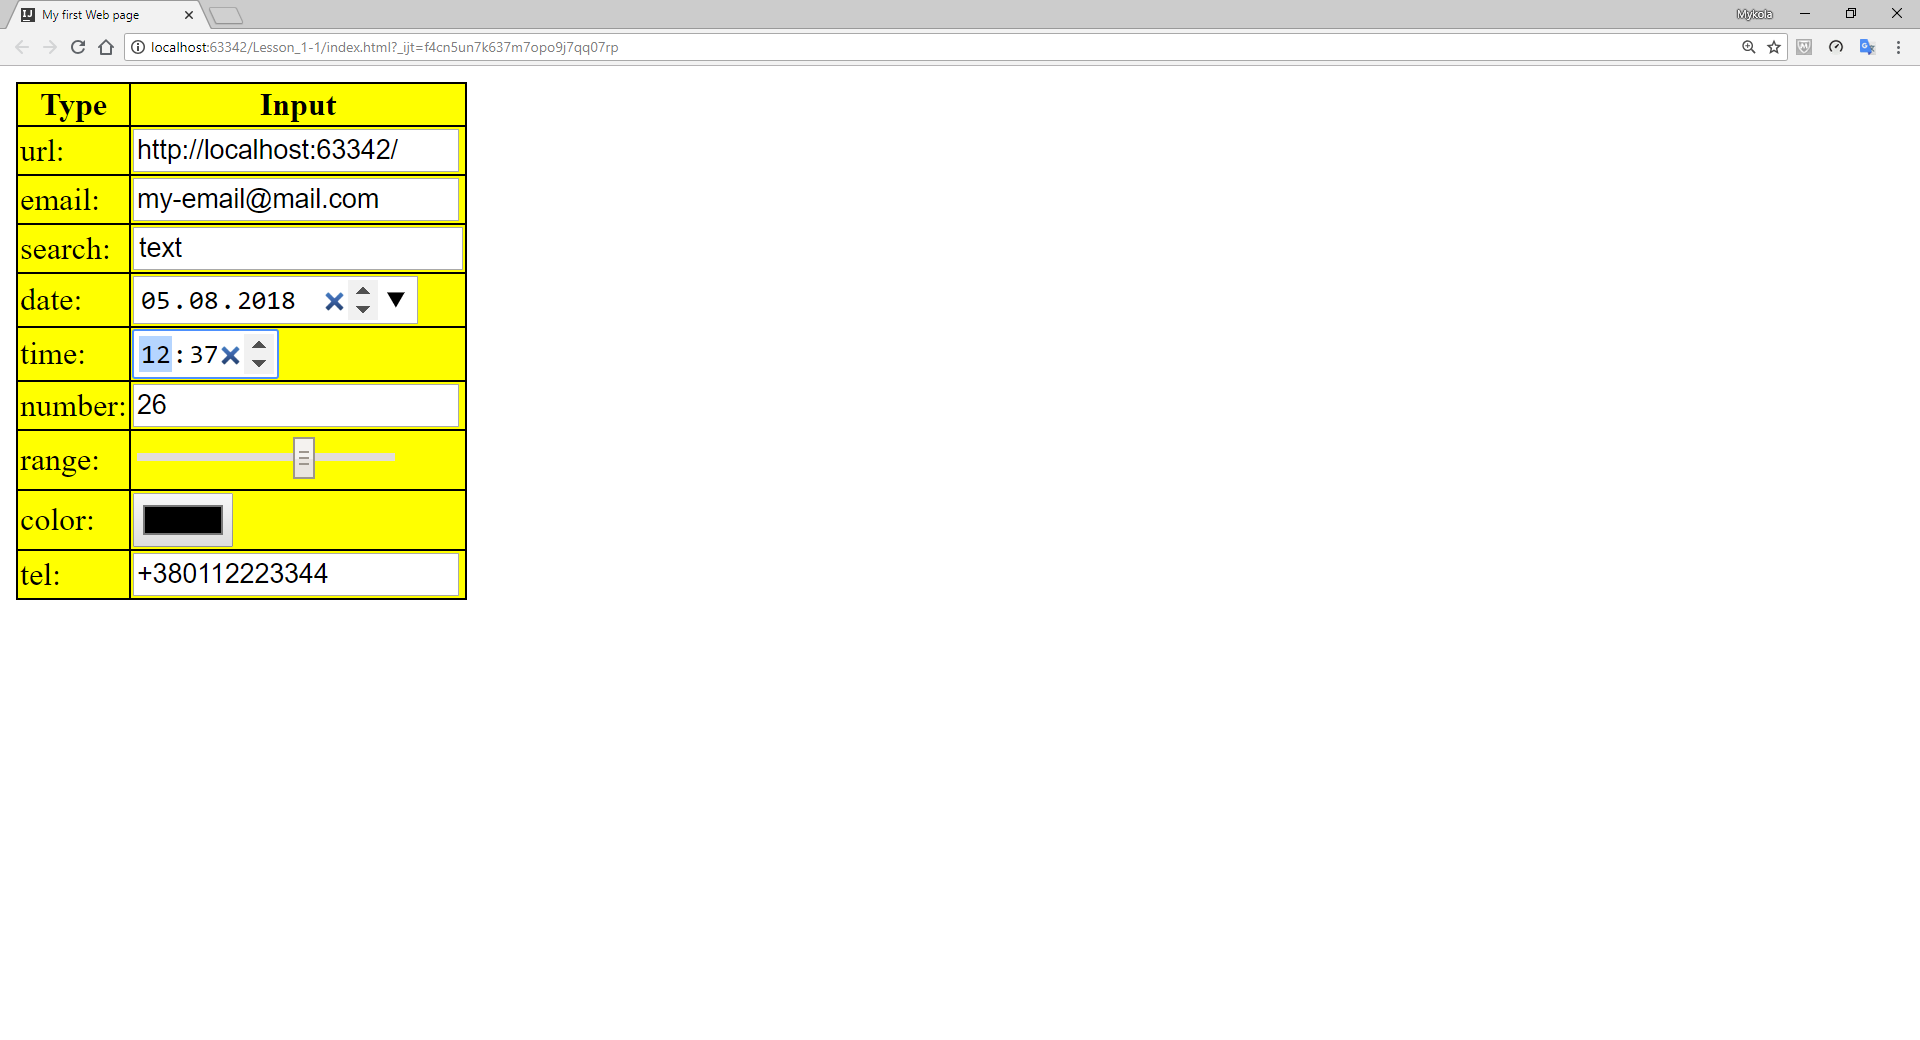 My first Web page
Mykola
localhost:63342/Lesson_1-1/index.html?_ijt=f4cn5un7k637m7opo9j7qq07rp
Type Input
url: http://localhost:63342/
email: my-email@mail.com
search: text
date: 05.08.2018
time: 12:37
number: 26
range:
color:
tel: +380112223344